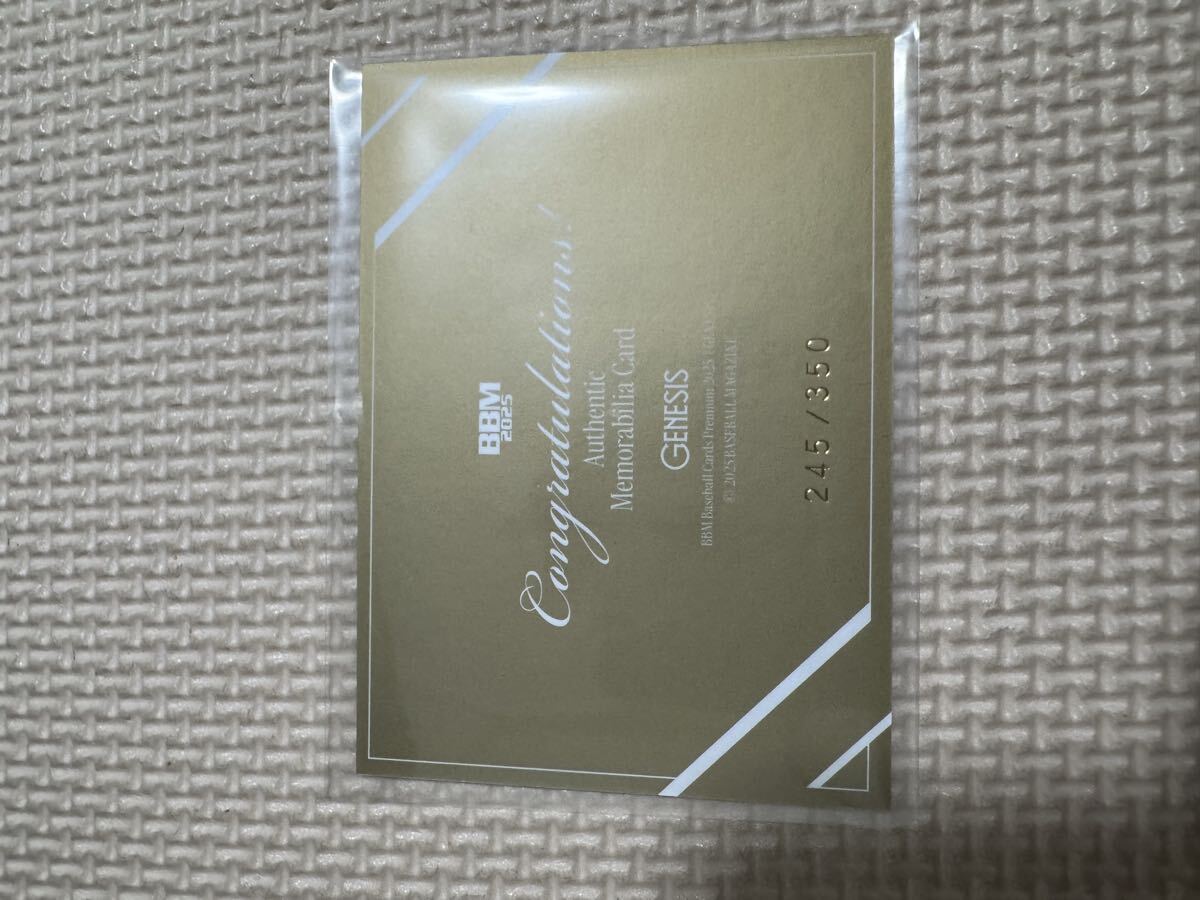 BBM
2025
Congratulations!
Authentic
Memorabilia Card
GENESIS
BBM Baseball Cards Premium 2025
© 2025 BASEBALL MAGAZINE
245/350